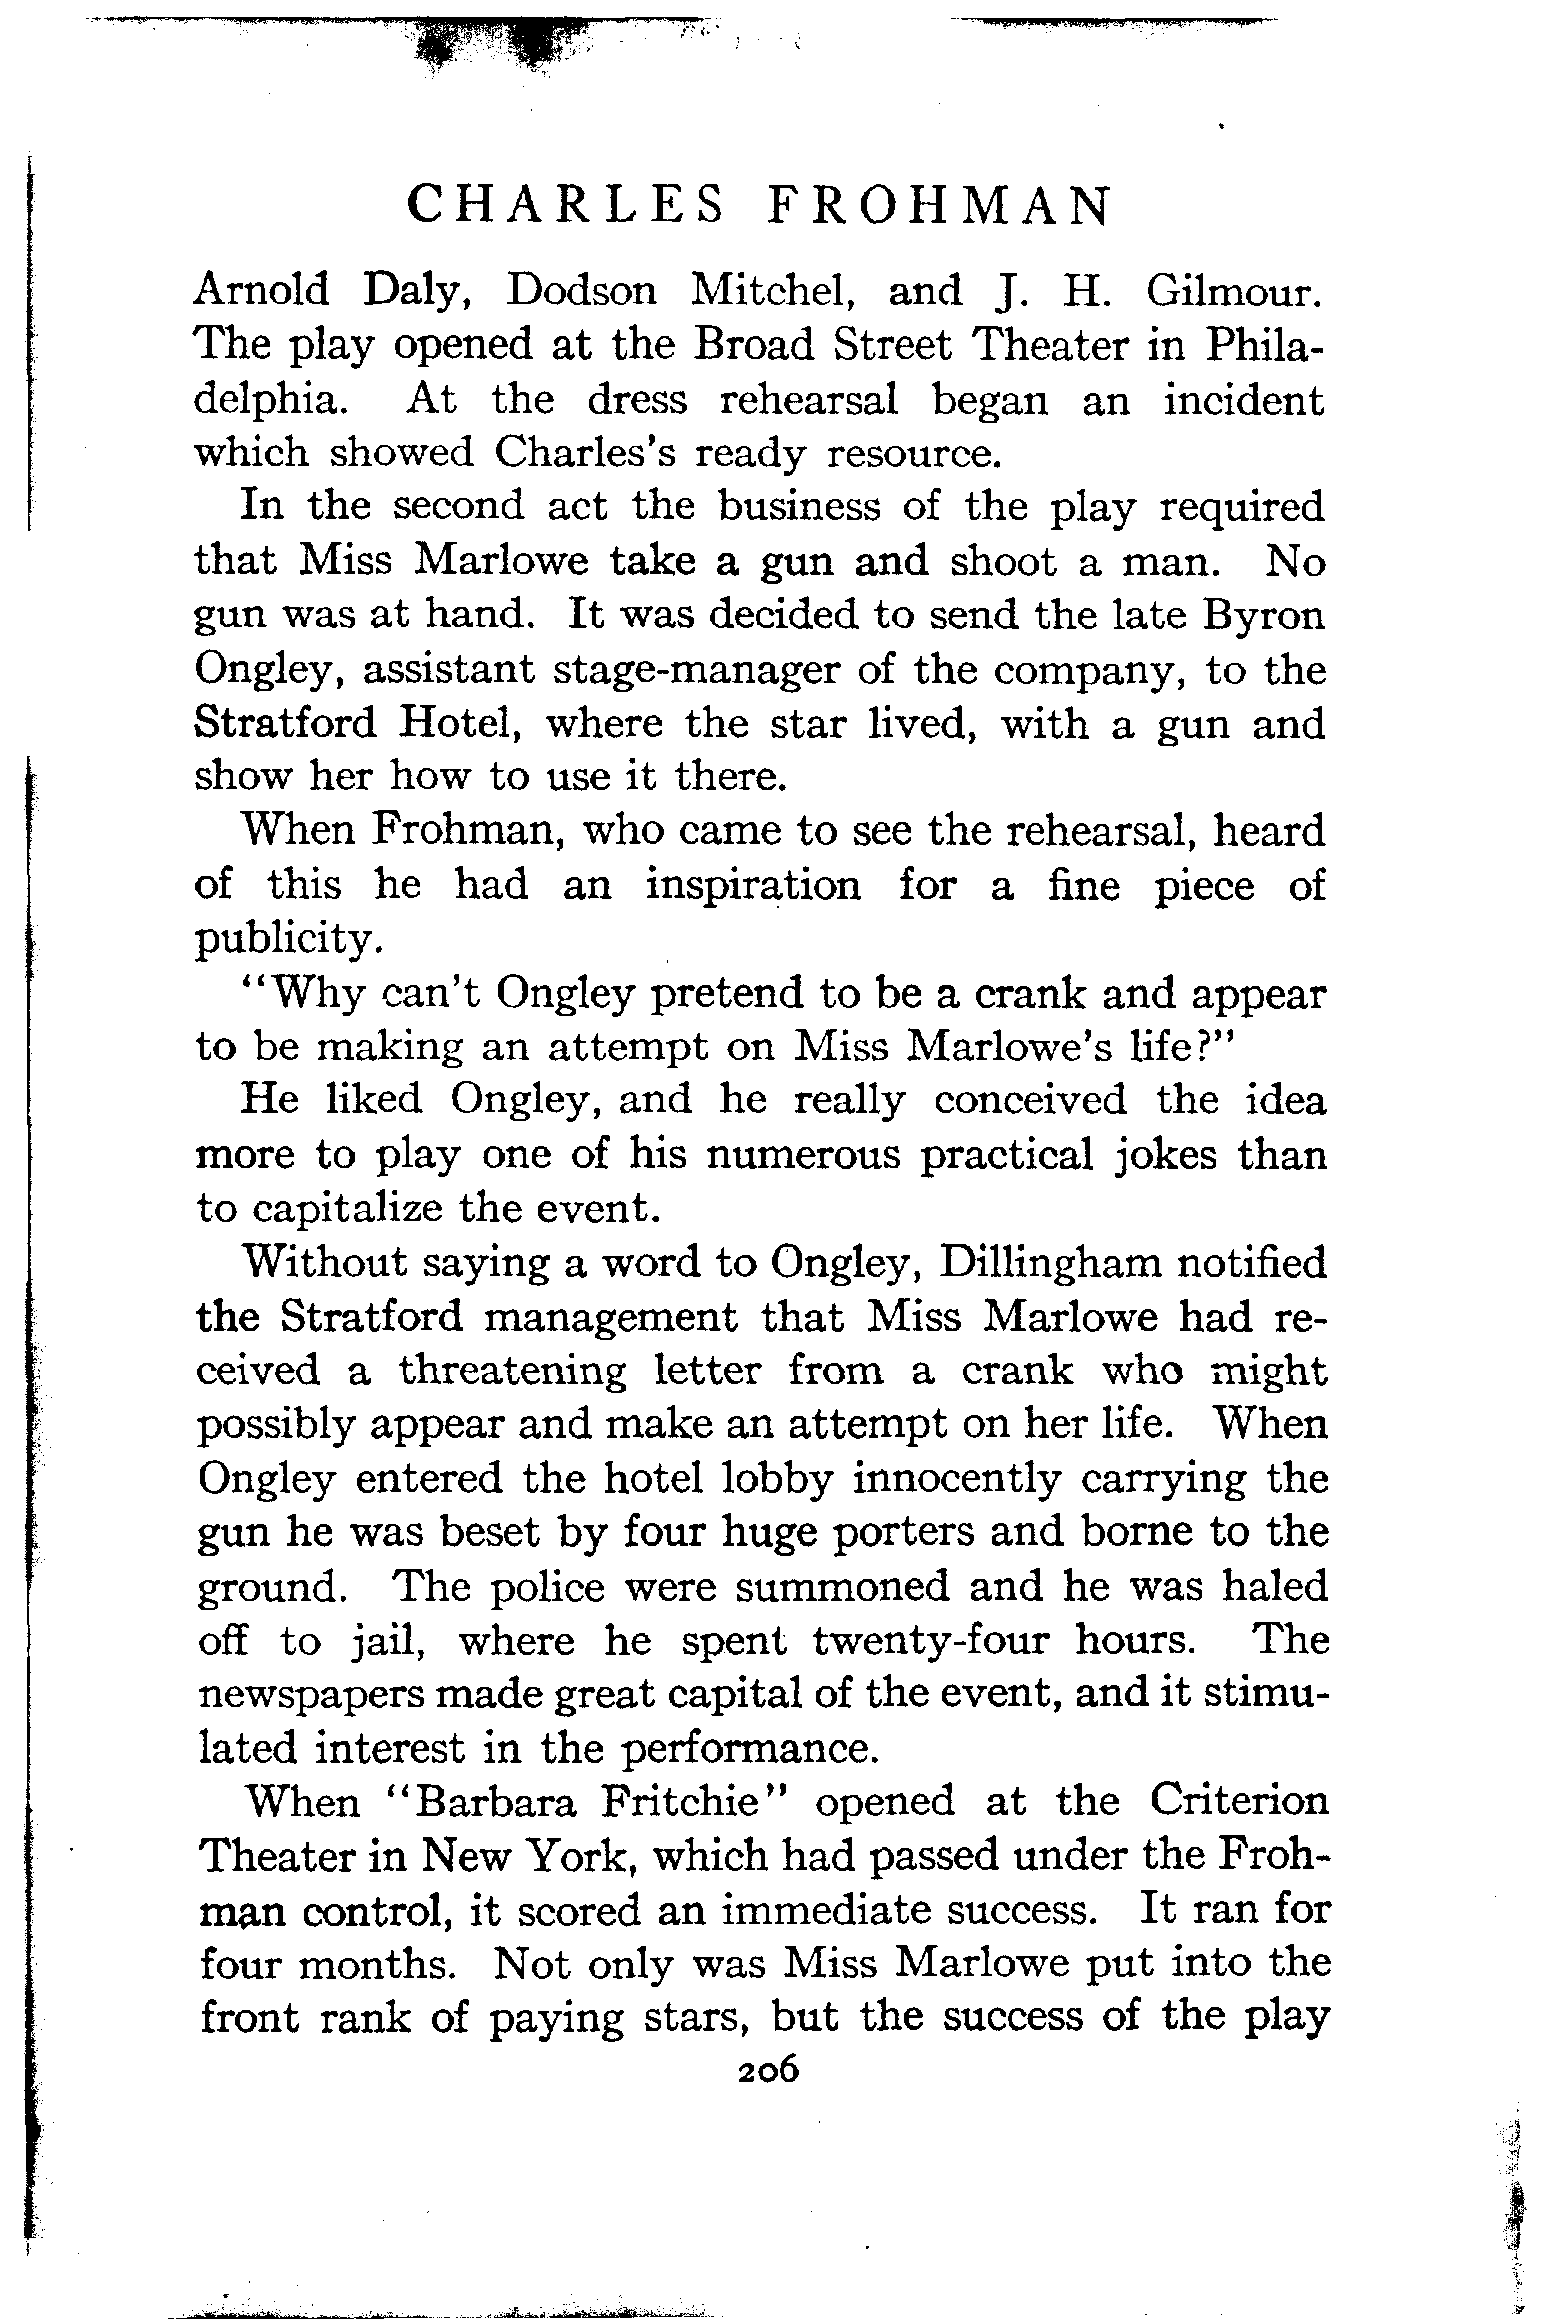 CHARLES FROHMAN
Arnold Daly, Dodson Mitchel, and J. H. Gilmour.
The play opened at the Broad Street Theater in Phila-
delphia. At the dress rehearsal began an incident
which showed Charles's ready resource.
In the second act the business of the play required
that Miss Marlowe take a gun and shoot a man. No
gun was at hand. It was decided to send the late Byron
Ongley, assistant stage-manager of the company, to the
Stratford Hotel, where the star lived, with a gun and
show her how to use it there.
When Frohman, who came to see the rehearsal, heard
of this he had an inspiration for a fine piece of
publicity.
"Why can't Ongley pretend to be a crank and appear
to be making an attempt on Miss Marlowe's life?"
He liked Ongley, and he really conceived the idea
more to play one of his numerous practical jokes than
to capitalize the event.
Without saying a word to Ongley, Dillingham notified
the Stratford management that Miss Marlowe had re-
ceived a threatening letter from a crank who might
possibly appear and make an attempt on her life. When
Ongley entered the hotel lobby innocently carrying the
gun he was beset by four huge porters and borne to the
ground. The police were summoned and he was haled
off to jail, where he spent twenty-four hours. The
newspapers made great capital of the event, and it stimu-
lated interest in the performance.
When "Barbara Fritchie" opened at the Criterion
Theater in New York, which had passed under the Froh-
man control, it scored an immediate success. It ran for
four months. Not only was Miss Marlowe put into the
front rank of paying stars, but the success of the play
206